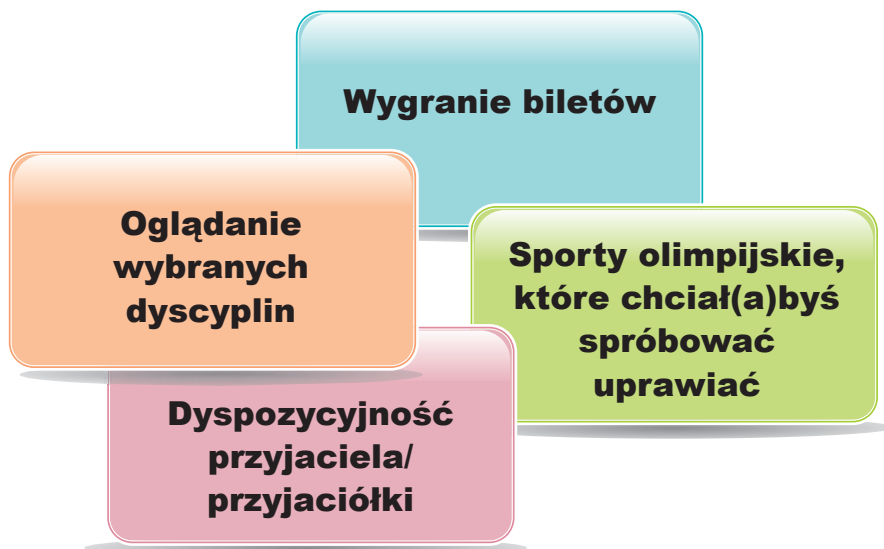 Wygranie biletów
Oglądanie
wybranych
dyscyplin
Sporty olimpijskie,
które chciał(a)byś
spróbować
uprawiać
Dyspozycyjność
przyjaciela/
przyjaciółki